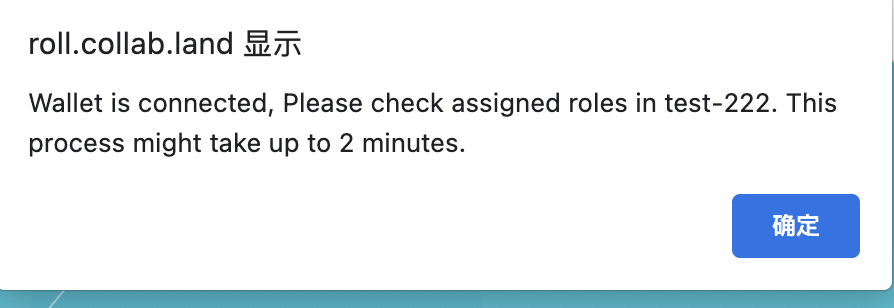 roll.collab.land 显示
Wallet is connected, Please check assigned roles in test-222. This
process might take up to 2 minutes.
确定